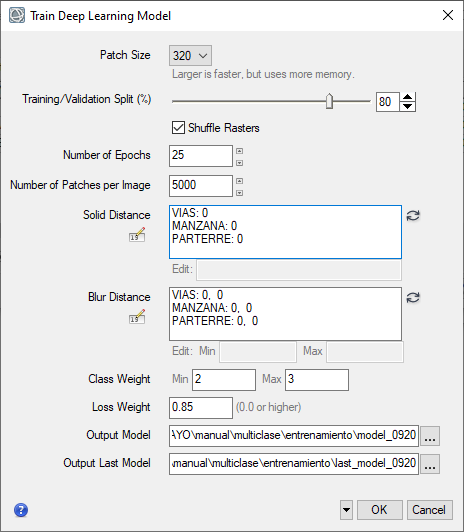 Train Deep Learning Model
Patch Size 320
Larger is faster, but uses more memory.
Training/Validation Split (%) 80
Shuffle Rasters
Number of Epochs 25
Number of Patches per Image 5000
Solid Distance VIAS: 0
MANZANA: 0
PARTERRE: 0
Edit:
Blur Distance VIAS: 0, 0
MANZANA: 0, 0
PARTERRE: 0, 0
Edit: Min Max
Class Weight Min 2 Max 3
Loss Weight 0.85 (0.0 or higher)
Output Model AYO\manual\multiclase\entrenamiento\model_0920 ...
Output Last Model manual\multiclase\entrenamiento\last_model_0920 ...
? OK Cancel